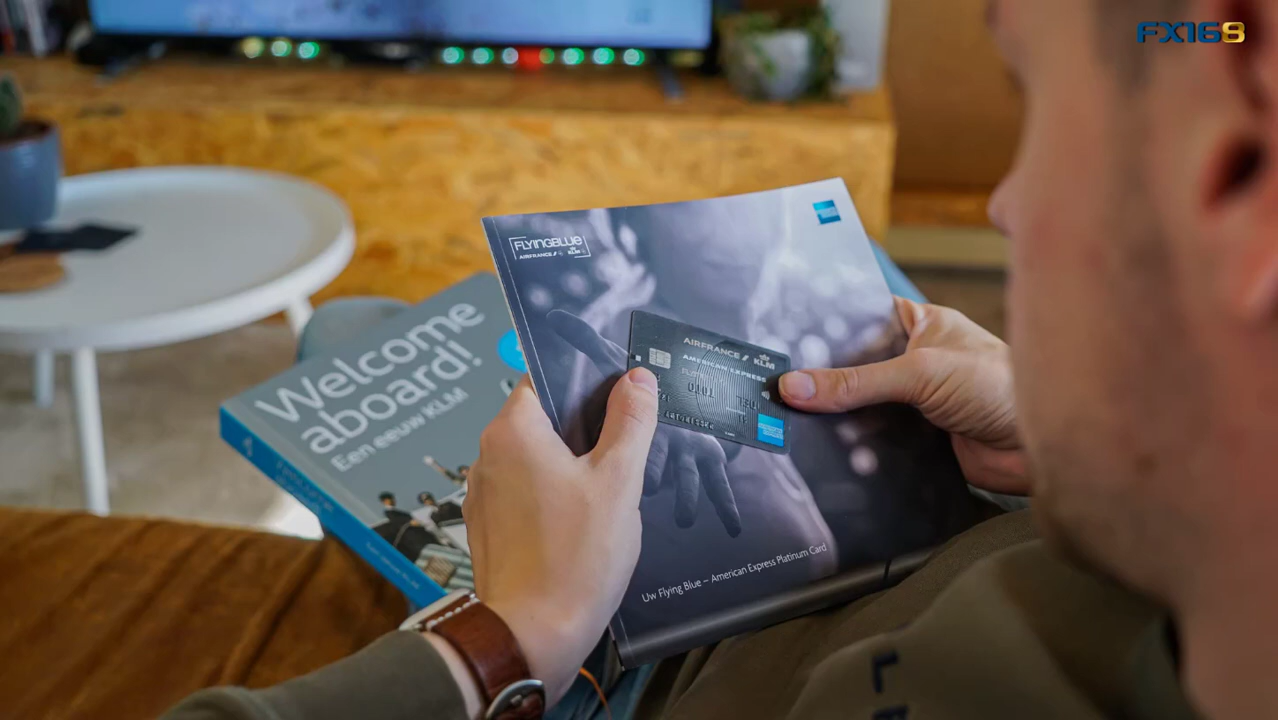 FX168
FLYINGBLUE
AIRFRANCE KLM
AIRFRANCE KLM
AMERICAN EXPRESS
Welcome
aboard!
Een eeuw KLM
Uw Flying Blue – American Express Platinum Card